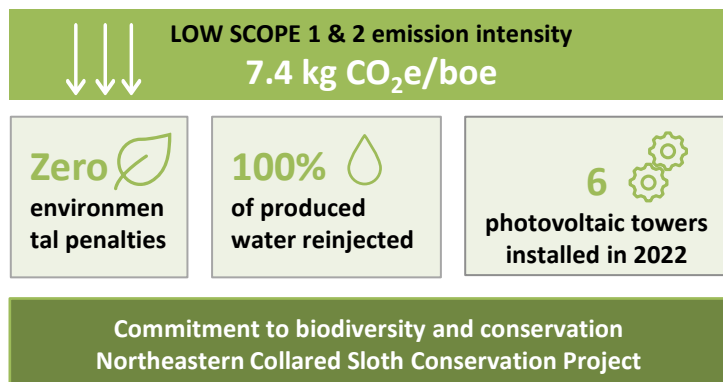 LOW SCOPE 1 & 2 emission intensity
7.4 kg CO₂e/boe
Zero
environmen
tal penalties
100%
of produced
water reinjected
6
photovoltaic towers
installed in 2022
Commitment to biodiversity and conservation
Northeastern Collared Sloth Conservation Project